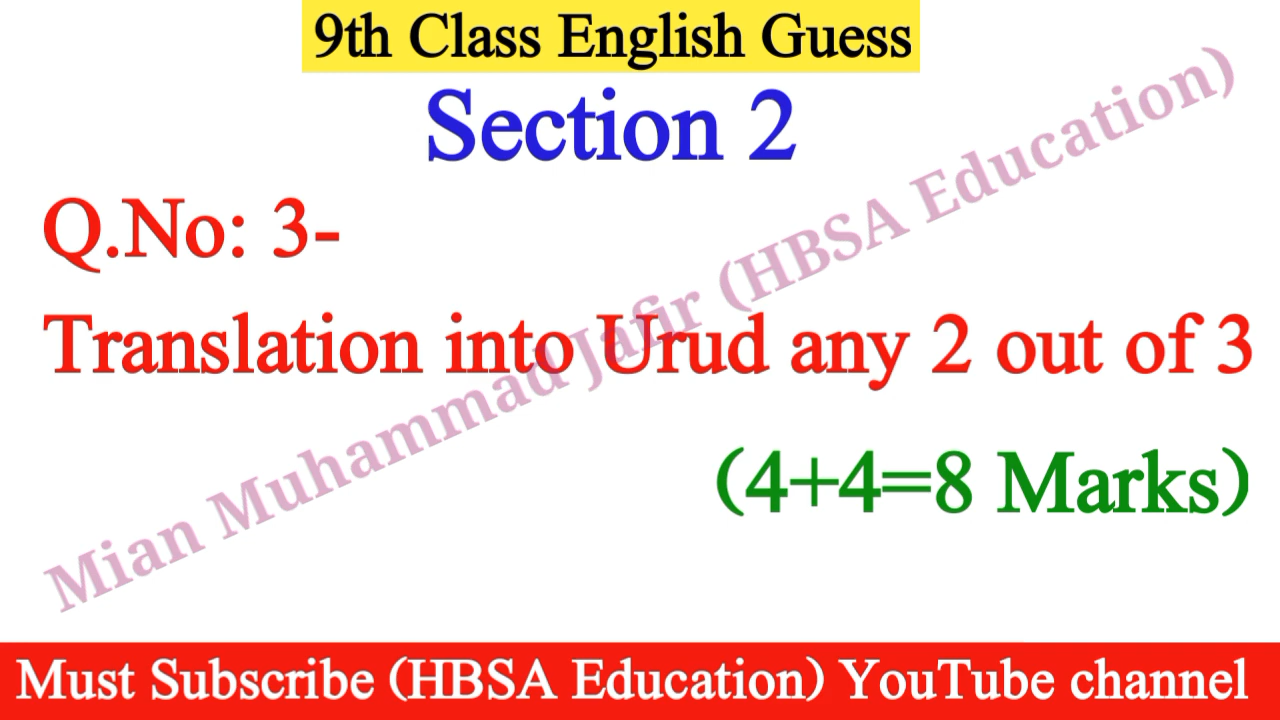 9th Class English Guess
Section 2
Q.No: 3-
Translation into Urud any 2 out of 3
(4+4=8 Marks)
Mian Muhammad Jafir (HBSA Education)
Must Subscribe (HBSA Education) YouTube channel